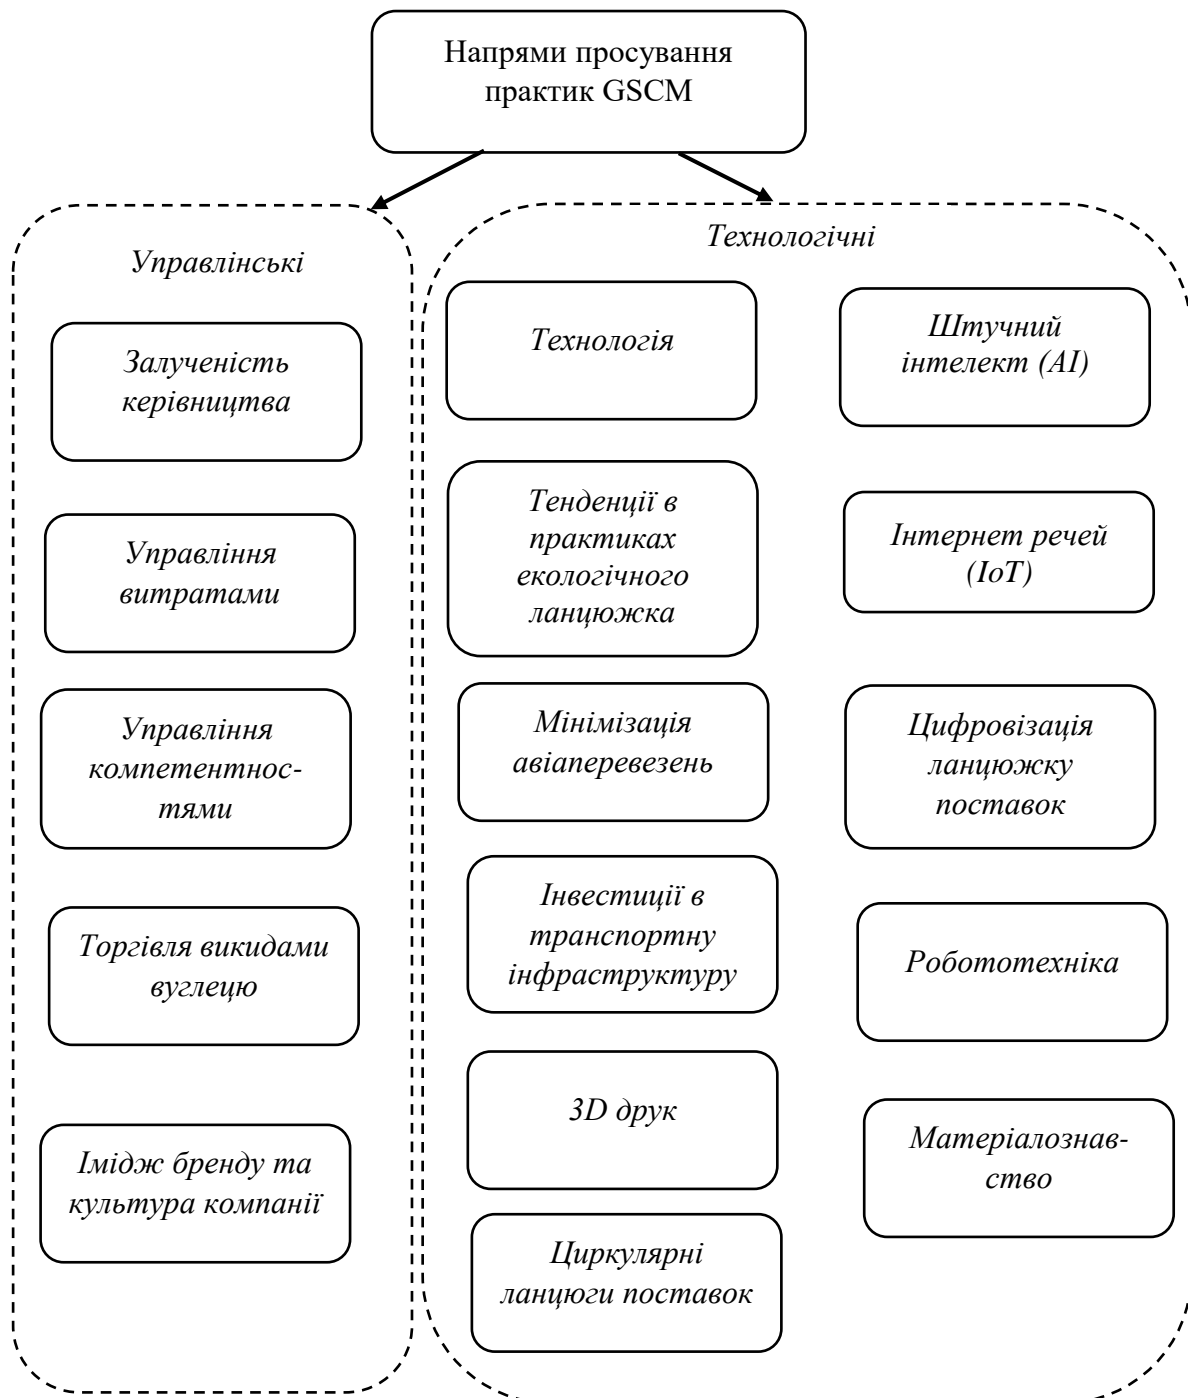 Напрями просування
практик GSCM
Управлінські
Залученість
керівництва
Управління
витратами
Управління
компетентнос-
тями
Торгівля викидами
вуглецю
Імідж бренду та
культура компанії
Технологічні
Технологія
Тенденції в
практиках
екологічного
ланцюжка
Мінімізація
авіаперевезень
Інвестиції в
транспортну
інфраструктуру
3D друк
Циркулярні
ланцюги поставок
Штучний
інтелект (AI)
Інтернет речей
(IoT)
Цифровізація
ланцюжку
поставок
Робототехніка
Матеріалознав-
ство